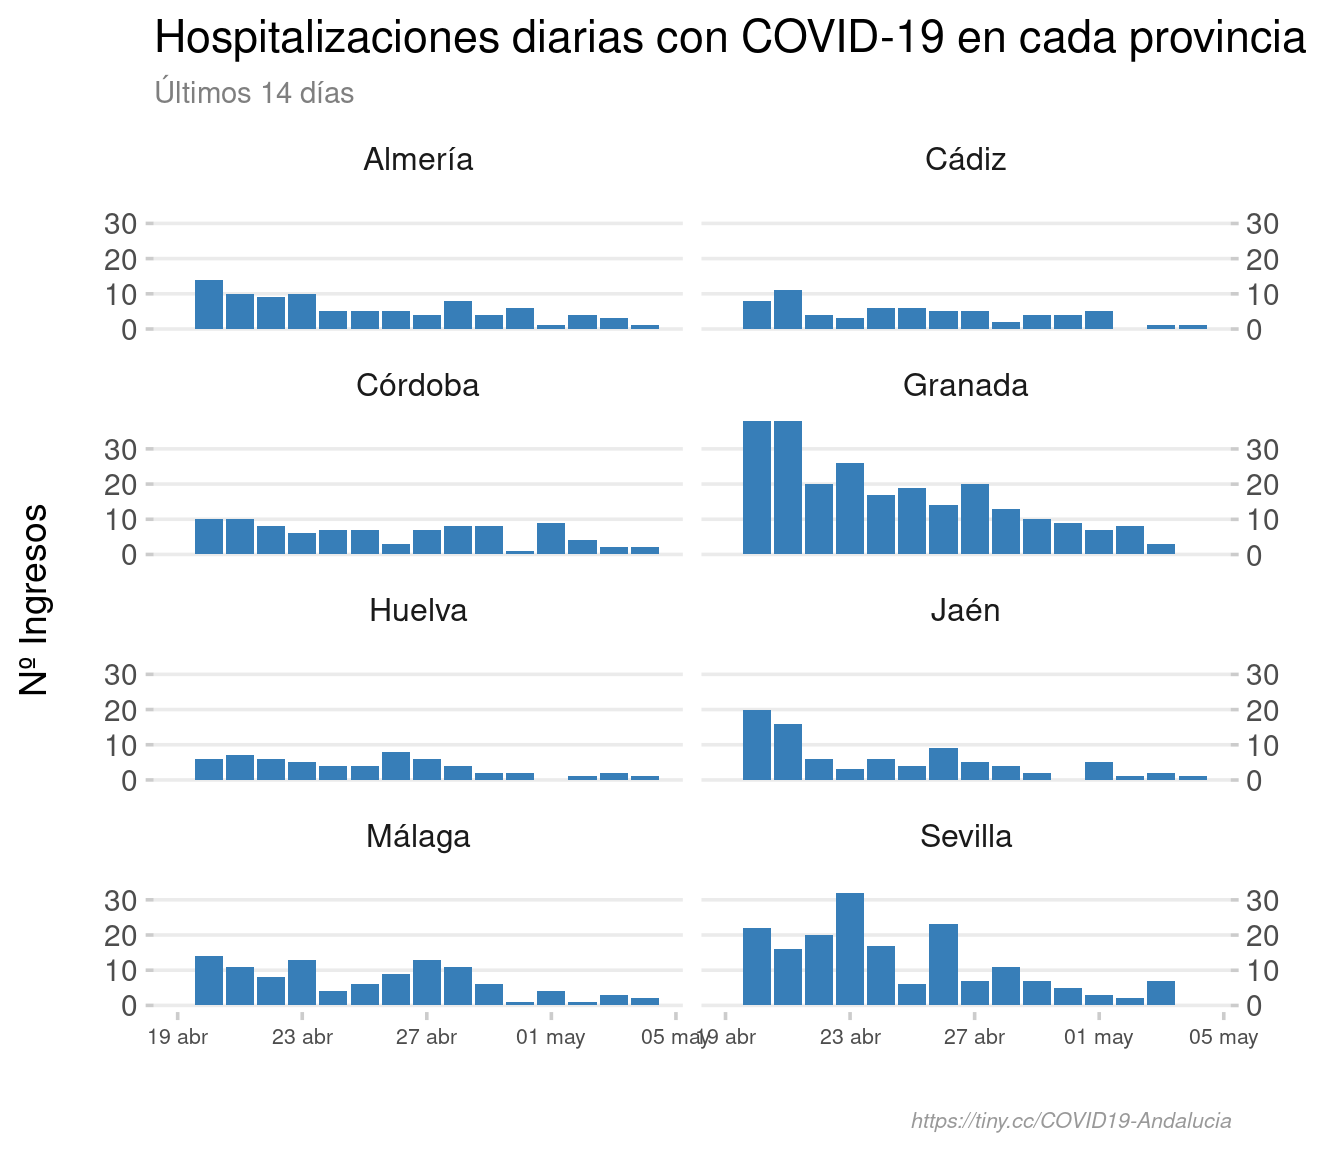 Hospitalizaciones diarias con COVID-19 en cada provincia
Últimos 14 días
Nº Ingresos
Almería
Cádiz
30
20
10
0
30
20
10
0
Córdoba
Granada
30
20
10
0
30
20
10
0
Huelva
Jaén
30
20
10
0
30
20
10
0
Málaga
Sevilla
30
20
10
0
30
20
10
0
19 abr 23 abr 27 abr 01 may 05 may
19 abr 23 abr 27 abr 01 may 05 may
https://tiny.cc/COVID19-Andalucia